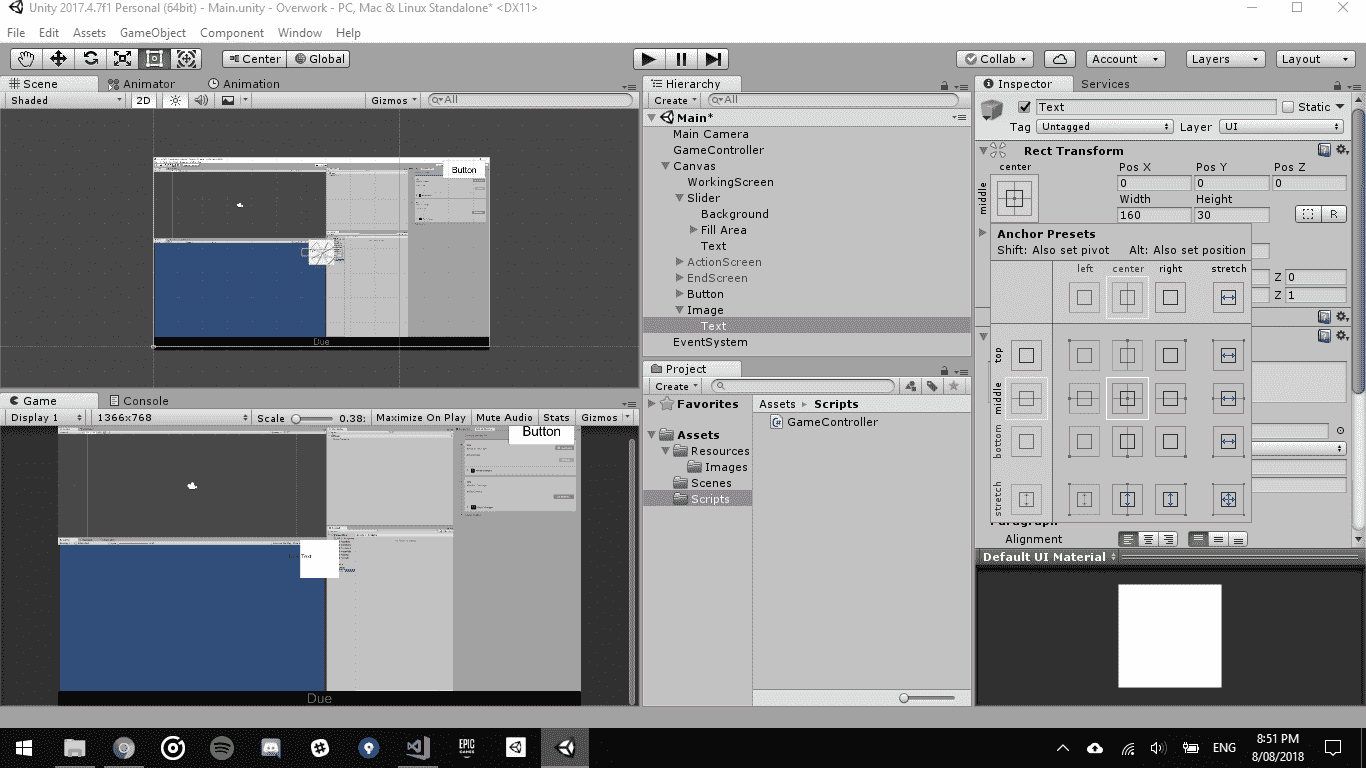 Unity 2017.4.7f1 Personal (64bit) - Main.unity - Overwork - PC, Mac & Linux Standalone* <DX11>
File Edit Assets GameObject Component Window Help
Center Global Collab Account Layers Layout
Scene Animator Animation
Shaded 2D Gizmos All
Button
Due
Game Console
Display 1 1366x768 Scale 0.38: Maximize On Play Mute Audio Stats Gizmos
Button
Text
Due
Hierarchy
Create All
Main*
Main Camera
GameController
Canvas
WorkingScreen
Slider
Background
Fill Area
Text
ActionScreen
EndScreen
Button
Image
Text
EventSystem
Project
Create
Favorites
Assets
Resources
Images
Scenes
Scripts
Assets ▸ Scripts
GameController
Inspector Services
Text Static
Tag Untagged Layer UI
Rect Transform
center
middle
Pos X Pos Y Pos Z
0 0 0
Width Height
160 30
R
Anchor Presets
Shift: Also set pivot Alt: Also set position
left center right stretch
top
middle
bottom
stretch
Z 0
Z 1
Paragraph
Alignment
Default UI Material
ENG
8:51 PM
8/08/2018
EPIC
GAMES